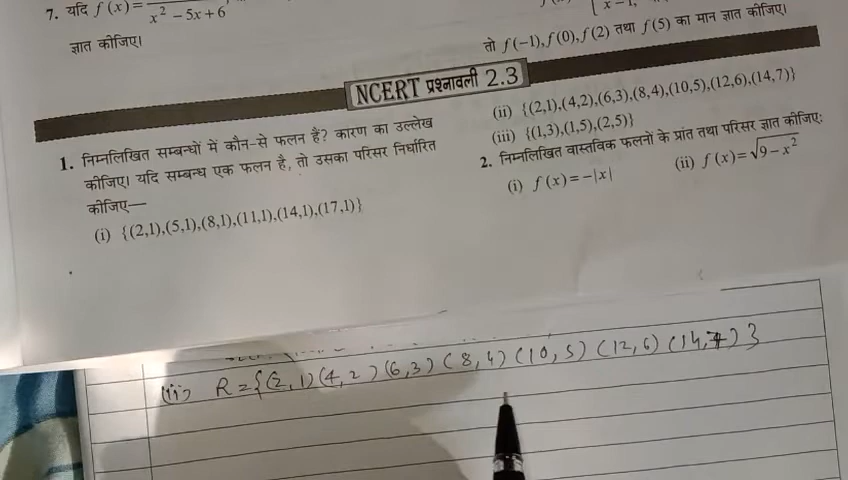 7. यदि f(x)=
x² − 5x + 6
ज्ञात कीजिए।
x − 1,
तो f(−1), f(0), f(2) तथा f(5) का मान ज्ञात कीजिए।
NCERT प्रश्नावली 2.3
1. निम्नलिखित सम्बन्धों में कौन-से फलन हैं? कारण का उल्लेख
कीजिए। यदि सम्बन्ध एक फलन है, तो उसका परिसर निर्धारित
कीजिए—
(i) {(2,1),(5,1),(8,1),(11,1),(14,1),(17,1)}
(ii) {(2,1),(4,2),(6,3),(8,4),(10,5),(12,6),(14,7)}
(iii) {(1,3),(1,5),(2,5)}
2. निम्नलिखित वास्तविक फलनों के प्रांत तथा परिसर ज्ञात कीजिए:
(i) f(x)=−|x|
(ii) f(x)=√9 − x²
(ii) R={(2,1)(4,2)(6,3)(8,4)(10,5)(12,6)(14,7)}